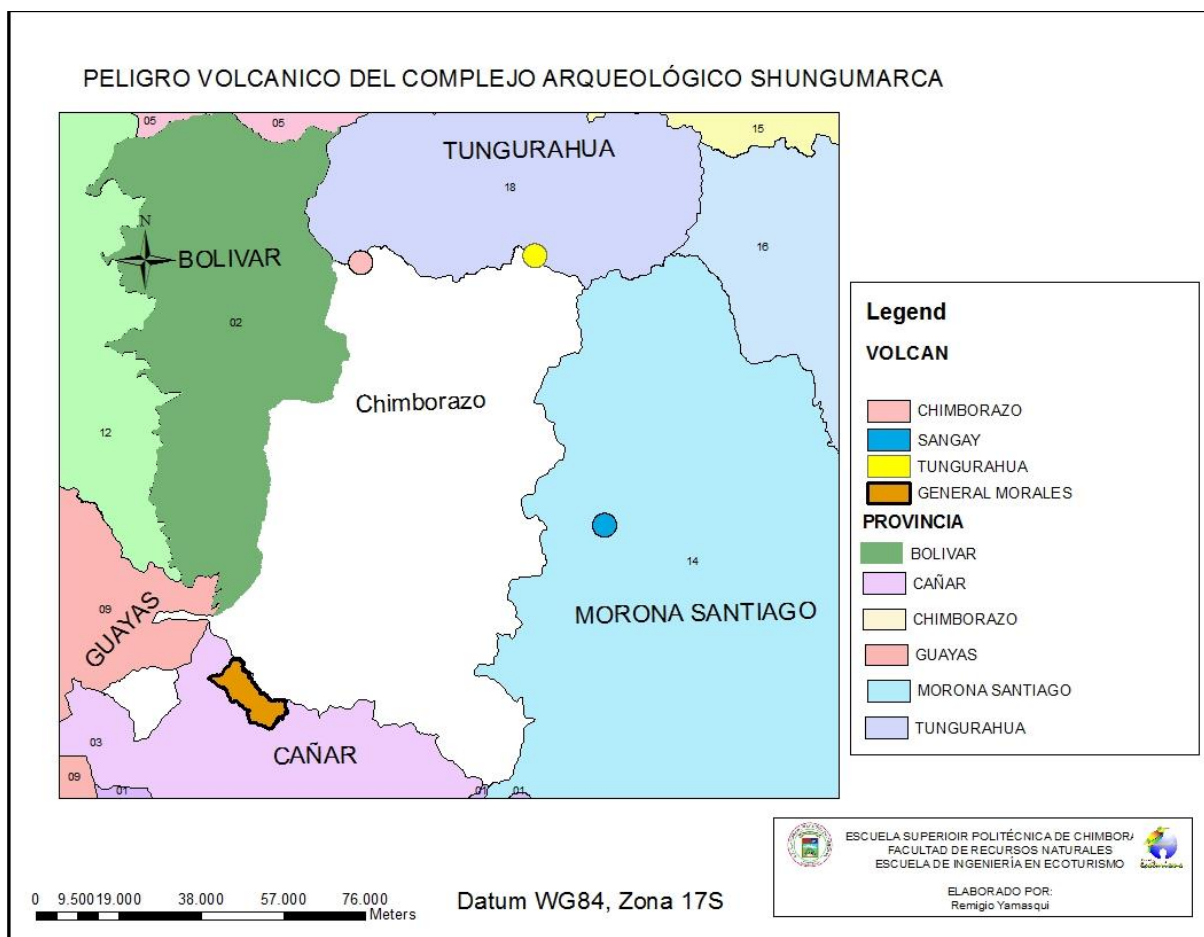 PELIGRO VOLCANICO DEL COMPLEJO ARQUEOLÓGICO SHUNGUMARCA
05
05
15
TUNGURAHUA
18
16
N
BOLIVAR
02
Chimborazo
12
14
MORONA SANTIAGO
09
GUAYAS
03
CAÑAR
09
01
01
01
Legend
VOLCAN
CHIMBORAZO
SANGAY
TUNGURAHUA
GENERAL MORALES
PROVINCIA
BOLIVAR
CAÑAR
CHIMBORAZO
GUAYAS
MORONA SANTIAGO
TUNGURAHUA
0 9.500 19.000 38.000 57.000 76.000
Meters
Datum WG84, Zona 17S
ESCUELA SUPERIOIR POLITÉCNICA DE CHIMBORA
FACULTAD DE RECURSOS NATURALES
ESCUELA DE INGENIERÍA EN ECOTURISMO
ELABORADO POR:
Remigio Yamasqui